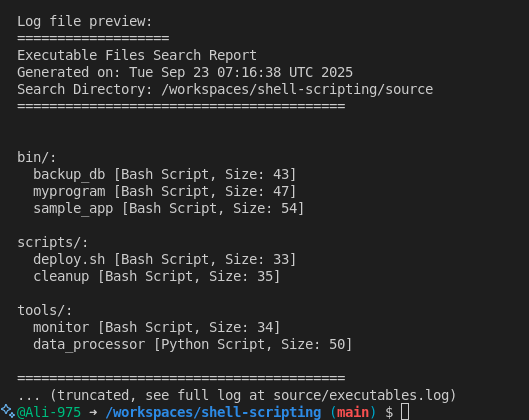 Log file preview:
===================
Executable Files Search Report
Generated on: Tue Sep 23 07:16:38 UTC 2025
Search Directory: /workspaces/shell-scripting/source
=========================================
bin/:
  backup_db [Bash Script, Size: 43]
  myprogram [Bash Script, Size: 47]
  sample_app [Bash Script, Size: 54]
scripts/:
  deploy.sh [Bash Script, Size: 33]
  cleanup [Bash Script, Size: 35]
tools/:
  monitor [Bash Script, Size: 34]
  data_processor [Python Script, Size: 50]
=========================================
... (truncated, see full log at source/executables.log)
@Ali-975 ➜ /workspaces/shell-scripting (main) $